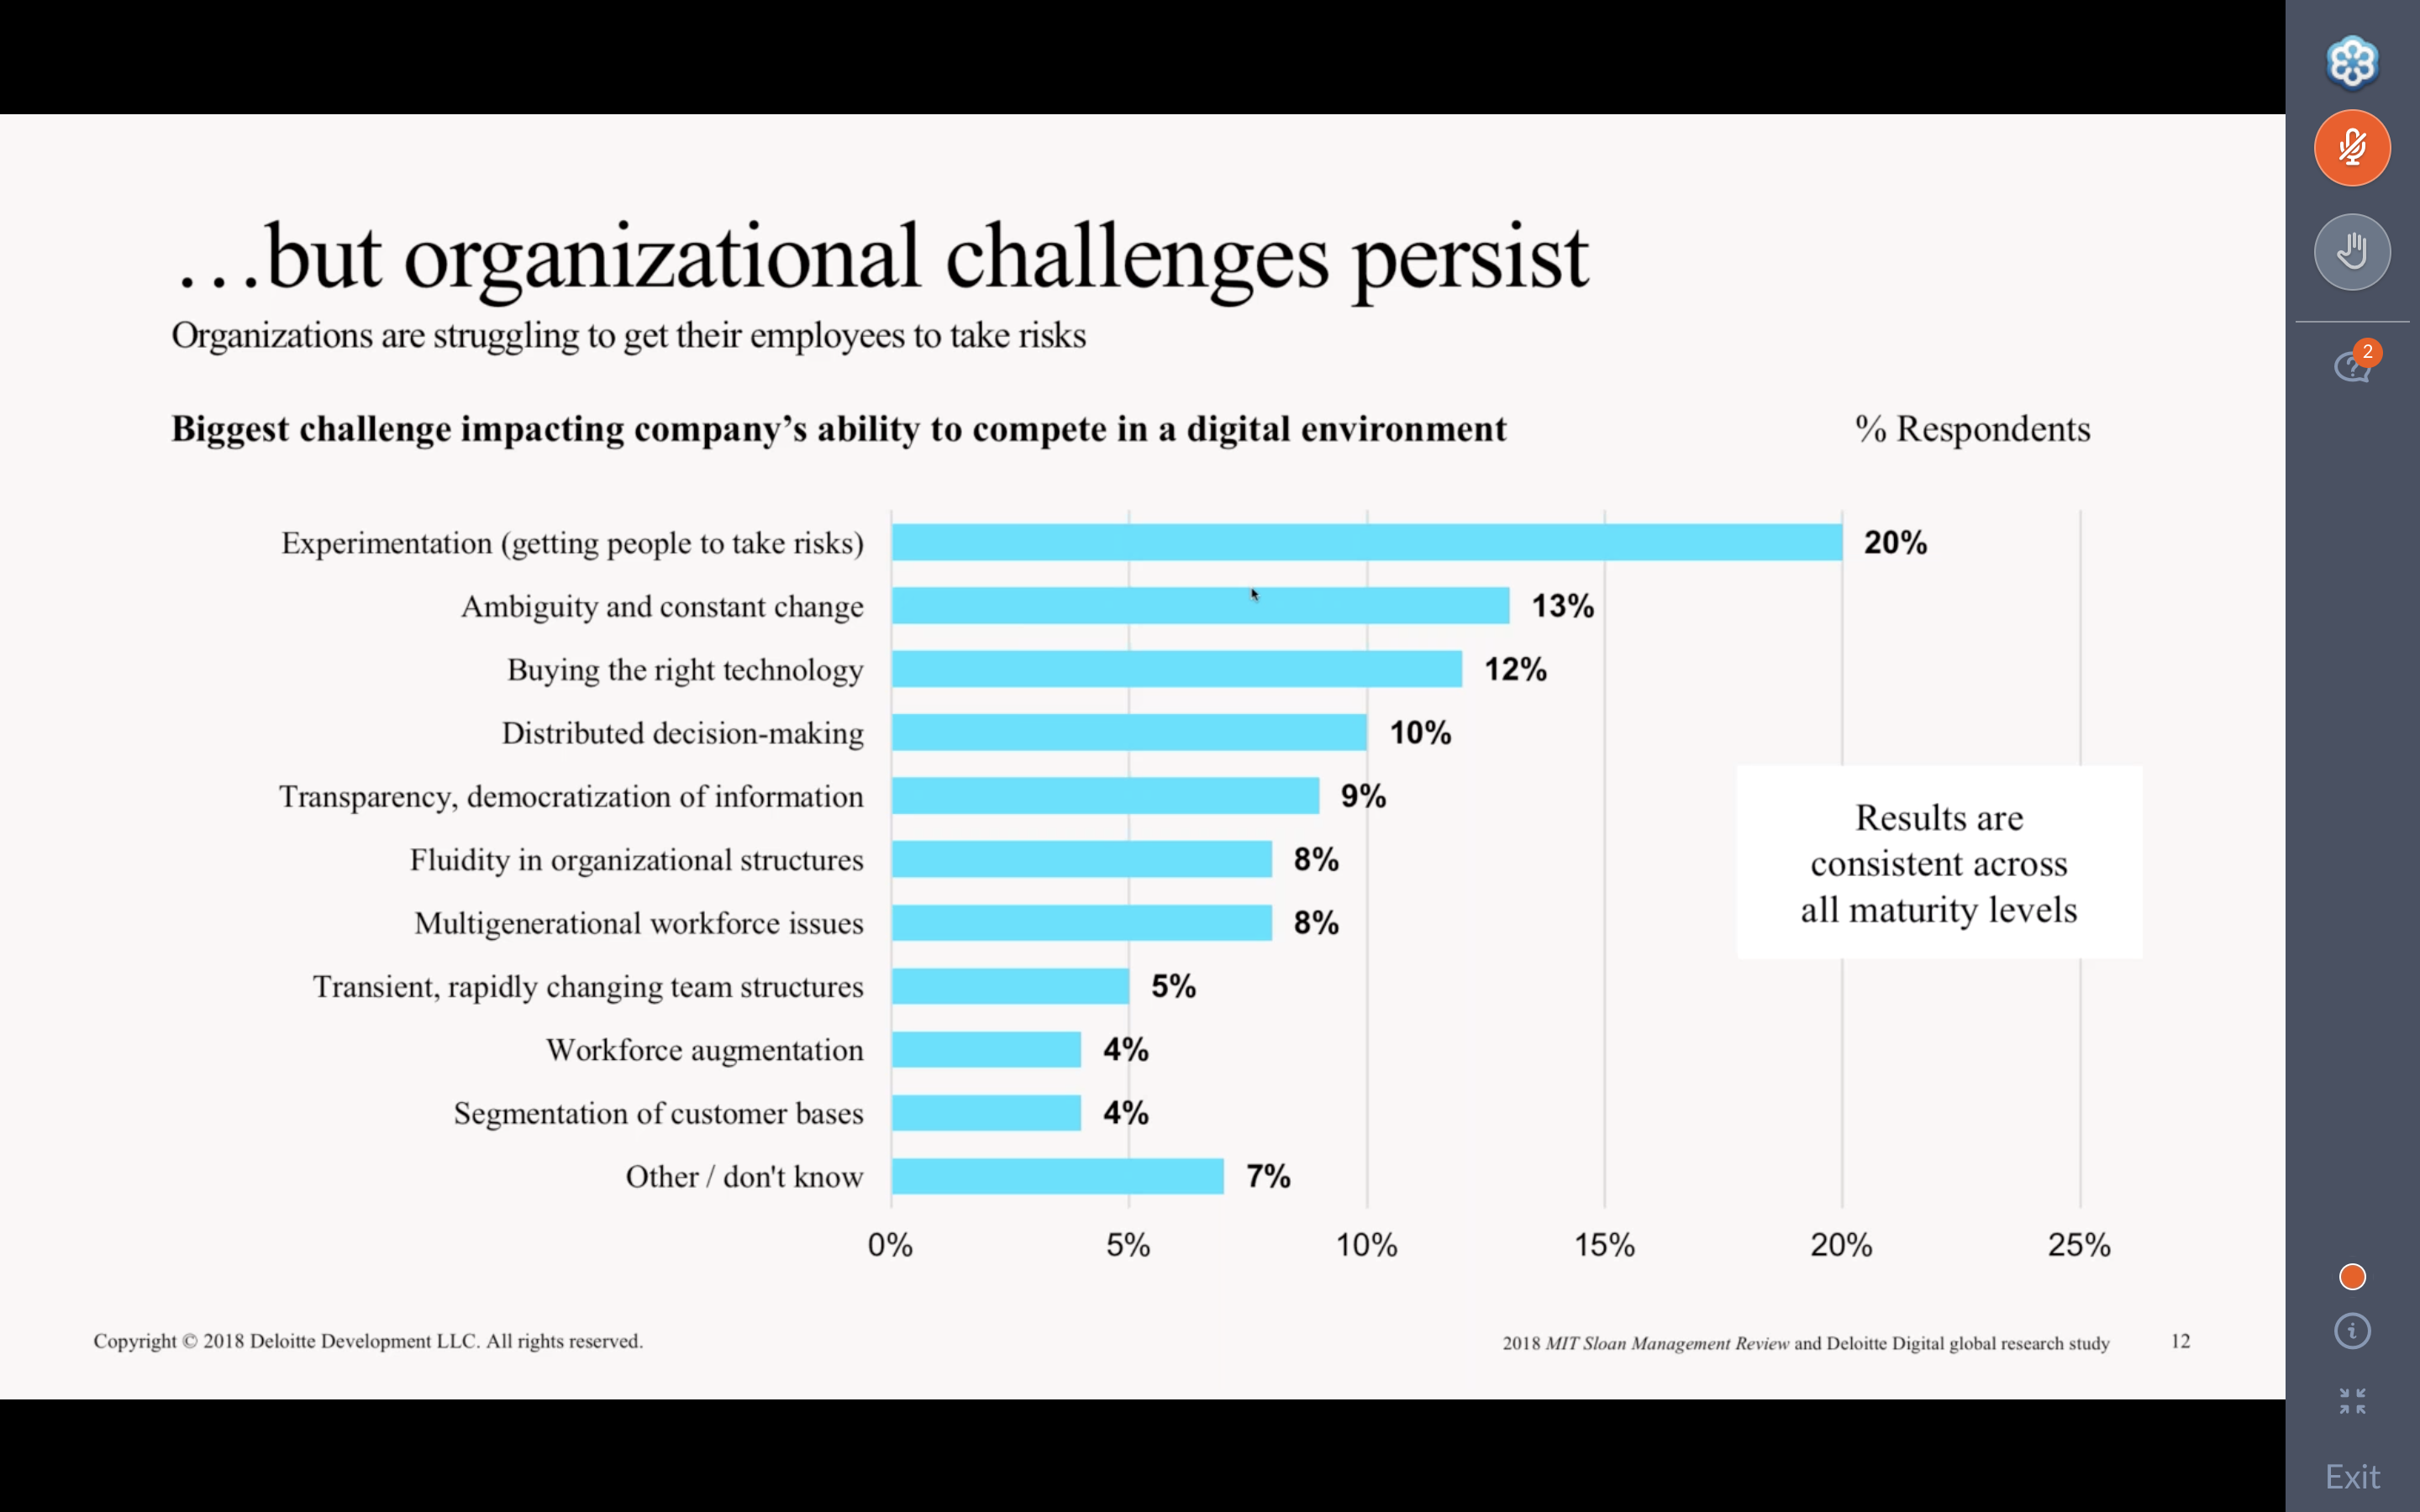 …but organizational challenges persist
Organizations are struggling to get their employees to take risks
Biggest challenge impacting company’s ability to compete in a digital environment
% Respondents
Experimentation (getting people to take risks) 20%
Ambiguity and constant change 13%
Buying the right technology 12%
Distributed decision-making 10%
Transparency, democratization of information 9%
Fluidity in organizational structures 8%
Multigenerational workforce issues 8%
Transient, rapidly changing team structures 5%
Workforce augmentation 4%
Segmentation of customer bases 4%
Other / don't know 7%
0% 5% 10% 15% 20% 25%
Results are
consistent across
all maturity levels
Copyright © 2018 Deloitte Development LLC. All rights reserved.
2018 MIT Sloan Management Review and Deloitte Digital global research study
12
2
Exit